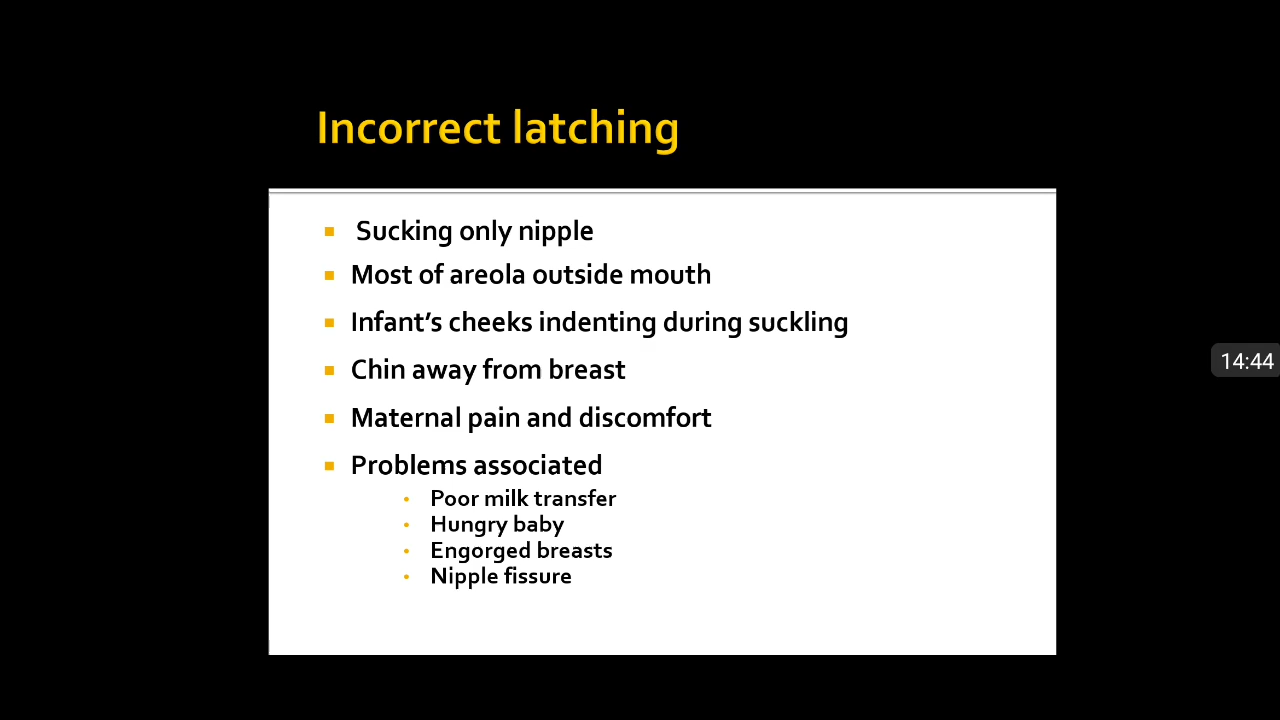 Incorrect latching
Sucking only nipple
Most of areola outside mouth
Infant's cheeks indenting during suckling
Chin away from breast
Maternal pain and discomfort
Problems associated
Poor milk transfer
Hungry baby
Engorged breasts
Nipple fissure
14:44